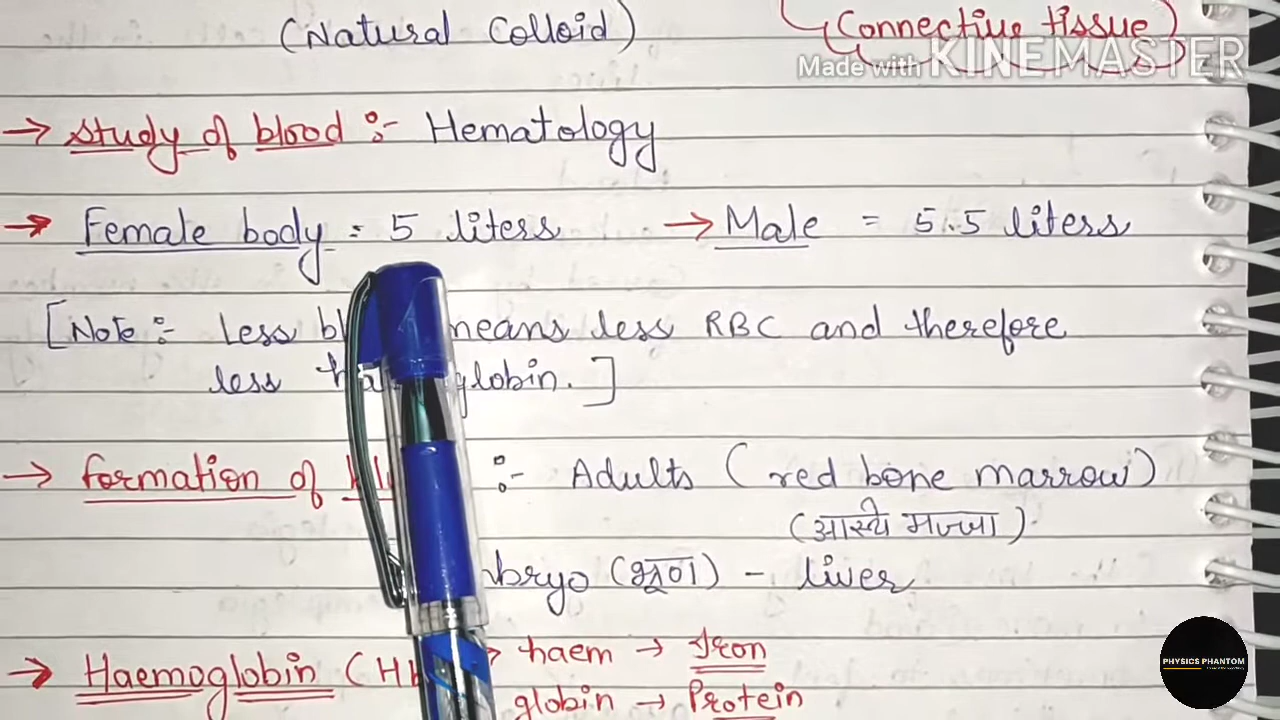 (Natural Colloid) (Connective tissue)
Made with KINEMASTER
→ Study of blood :- Hematology
→ Female body = 5 liters → Male = 5.5 liters
[Note :- Less means less RBC and therefore
less globin.]
→ Formation of :- Adults (red bone marrow)
(आस्थि मज्जा)
(भ्रूण) - liver
→ Haemoglobin ( haem → Iron
globin → Protein
PHYSICS PHANTOM